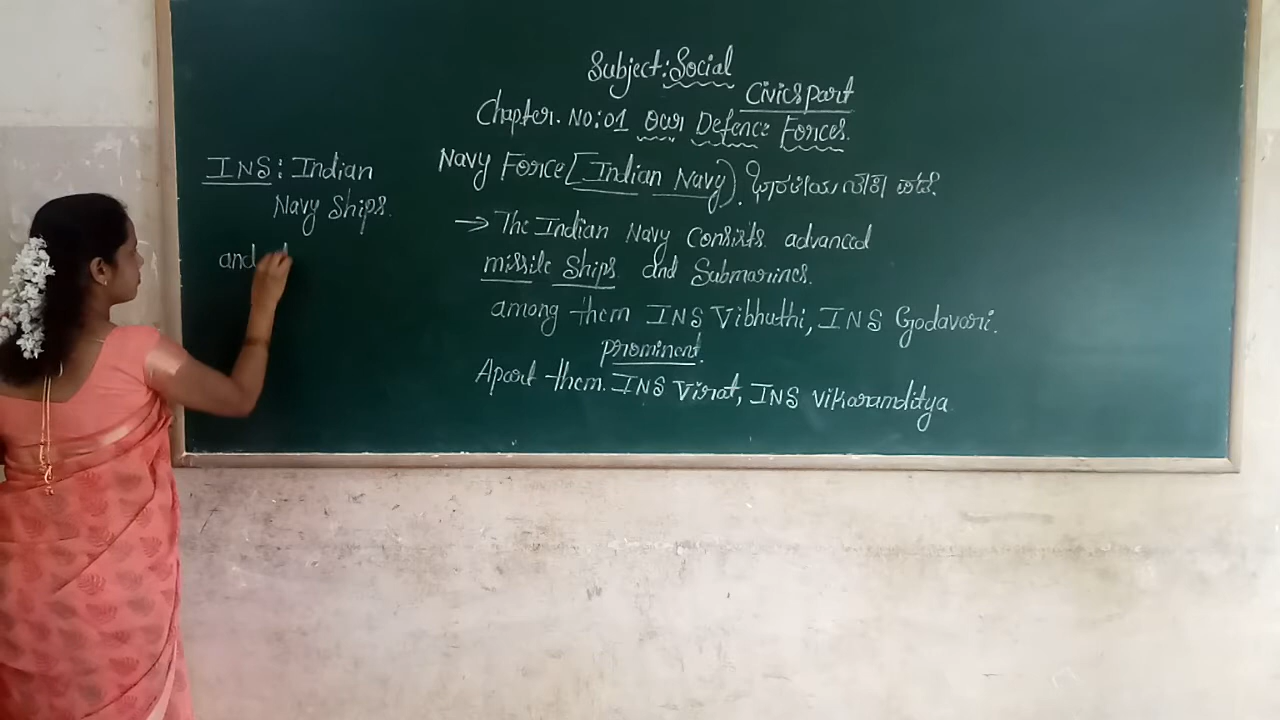 Subject: Social
Civics part
Chapter. No: 01 Our Defence Forces.
Navy Force [Indian Navy).
→ The Indian Navy Consists advanced
missile Ships and Submarines.
among them INS Vibhuthi, INS Godavari.
prominent.
Apart them. INS Virat, INS Vikaramditya
INS: Indian
Navy Ships.
and